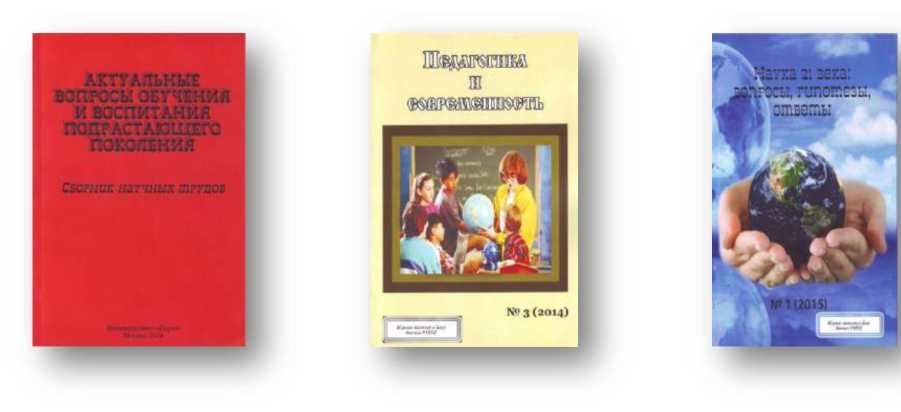 АКТУАЛЬНЫЕ
ВОПРОСЫ ОБУЧЕНИЯ
И ВОСПИТАНИЯ
ПОДРАСТАЮЩЕГО
ПОКОЛЕНИЯ
Сборник научных трудов
Педагогика
и
современность
№ 3 (2014)
Наука 21 века:
вопросы, гипотезы,
ответы
№ 1 (2015)